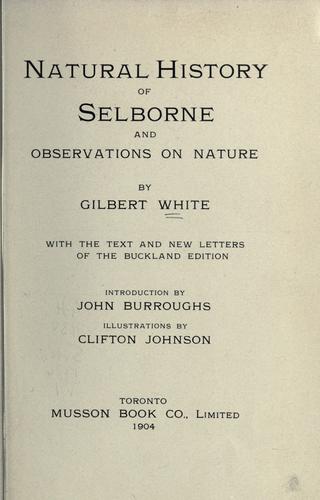 NATURAL HISTORY
OF
SELBORNE
AND
OBSERVATIONS ON NATURE
BY
GILBERT WHITE
WITH THE TEXT AND NEW LETTERS
OF THE BUCKLAND EDITION
INTRODUCTION BY
JOHN BURROUGHS
ILLUSTRATIONS BY
CLIFTON JOHNSON
TORONTO
MUSSON BOOK CO., LIMITED
1904